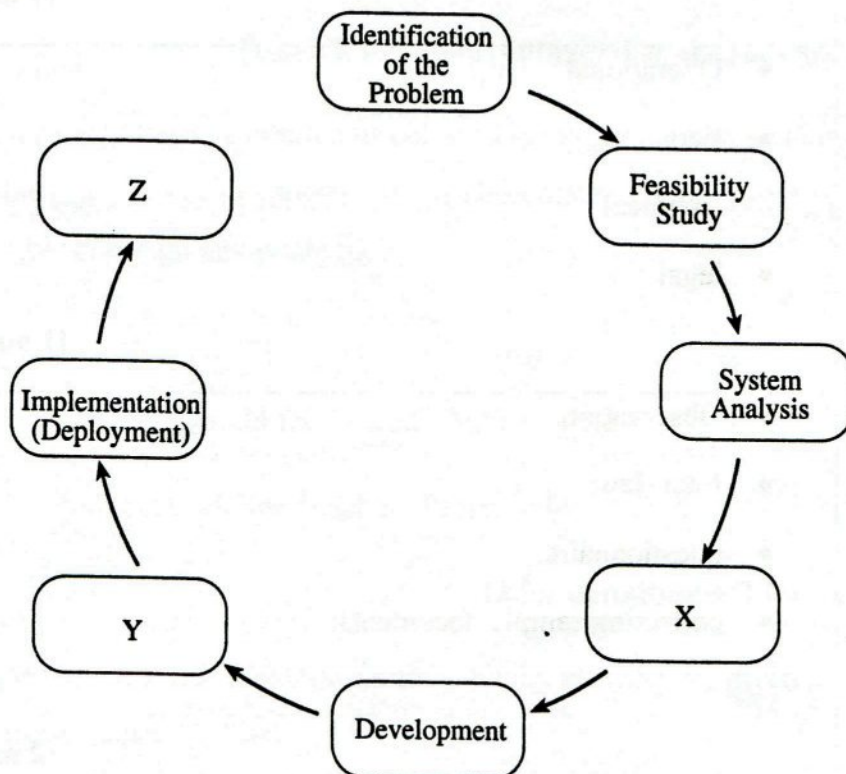 Identification
of the
Problem
Feasibility
Study
System
Analysis
X
Development
Y
Implementation
(Deployment)
Z